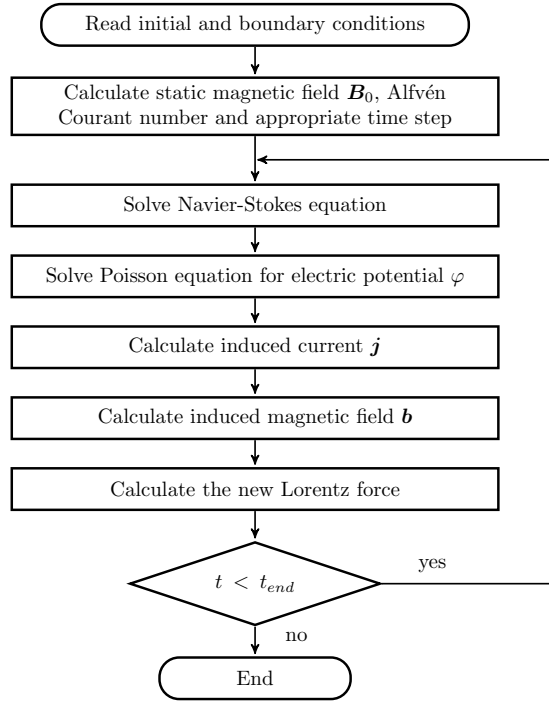 Read initial and boundary conditions
Calculate static magnetic field B₀, Alfvén
Courant number and appropriate time step
Solve Navier-Stokes equation
Solve Poisson equation for electric potential φ
Calculate induced current j
Calculate induced magnetic field b
Calculate the new Lorentz force
t < t_{end}
yes
no
End